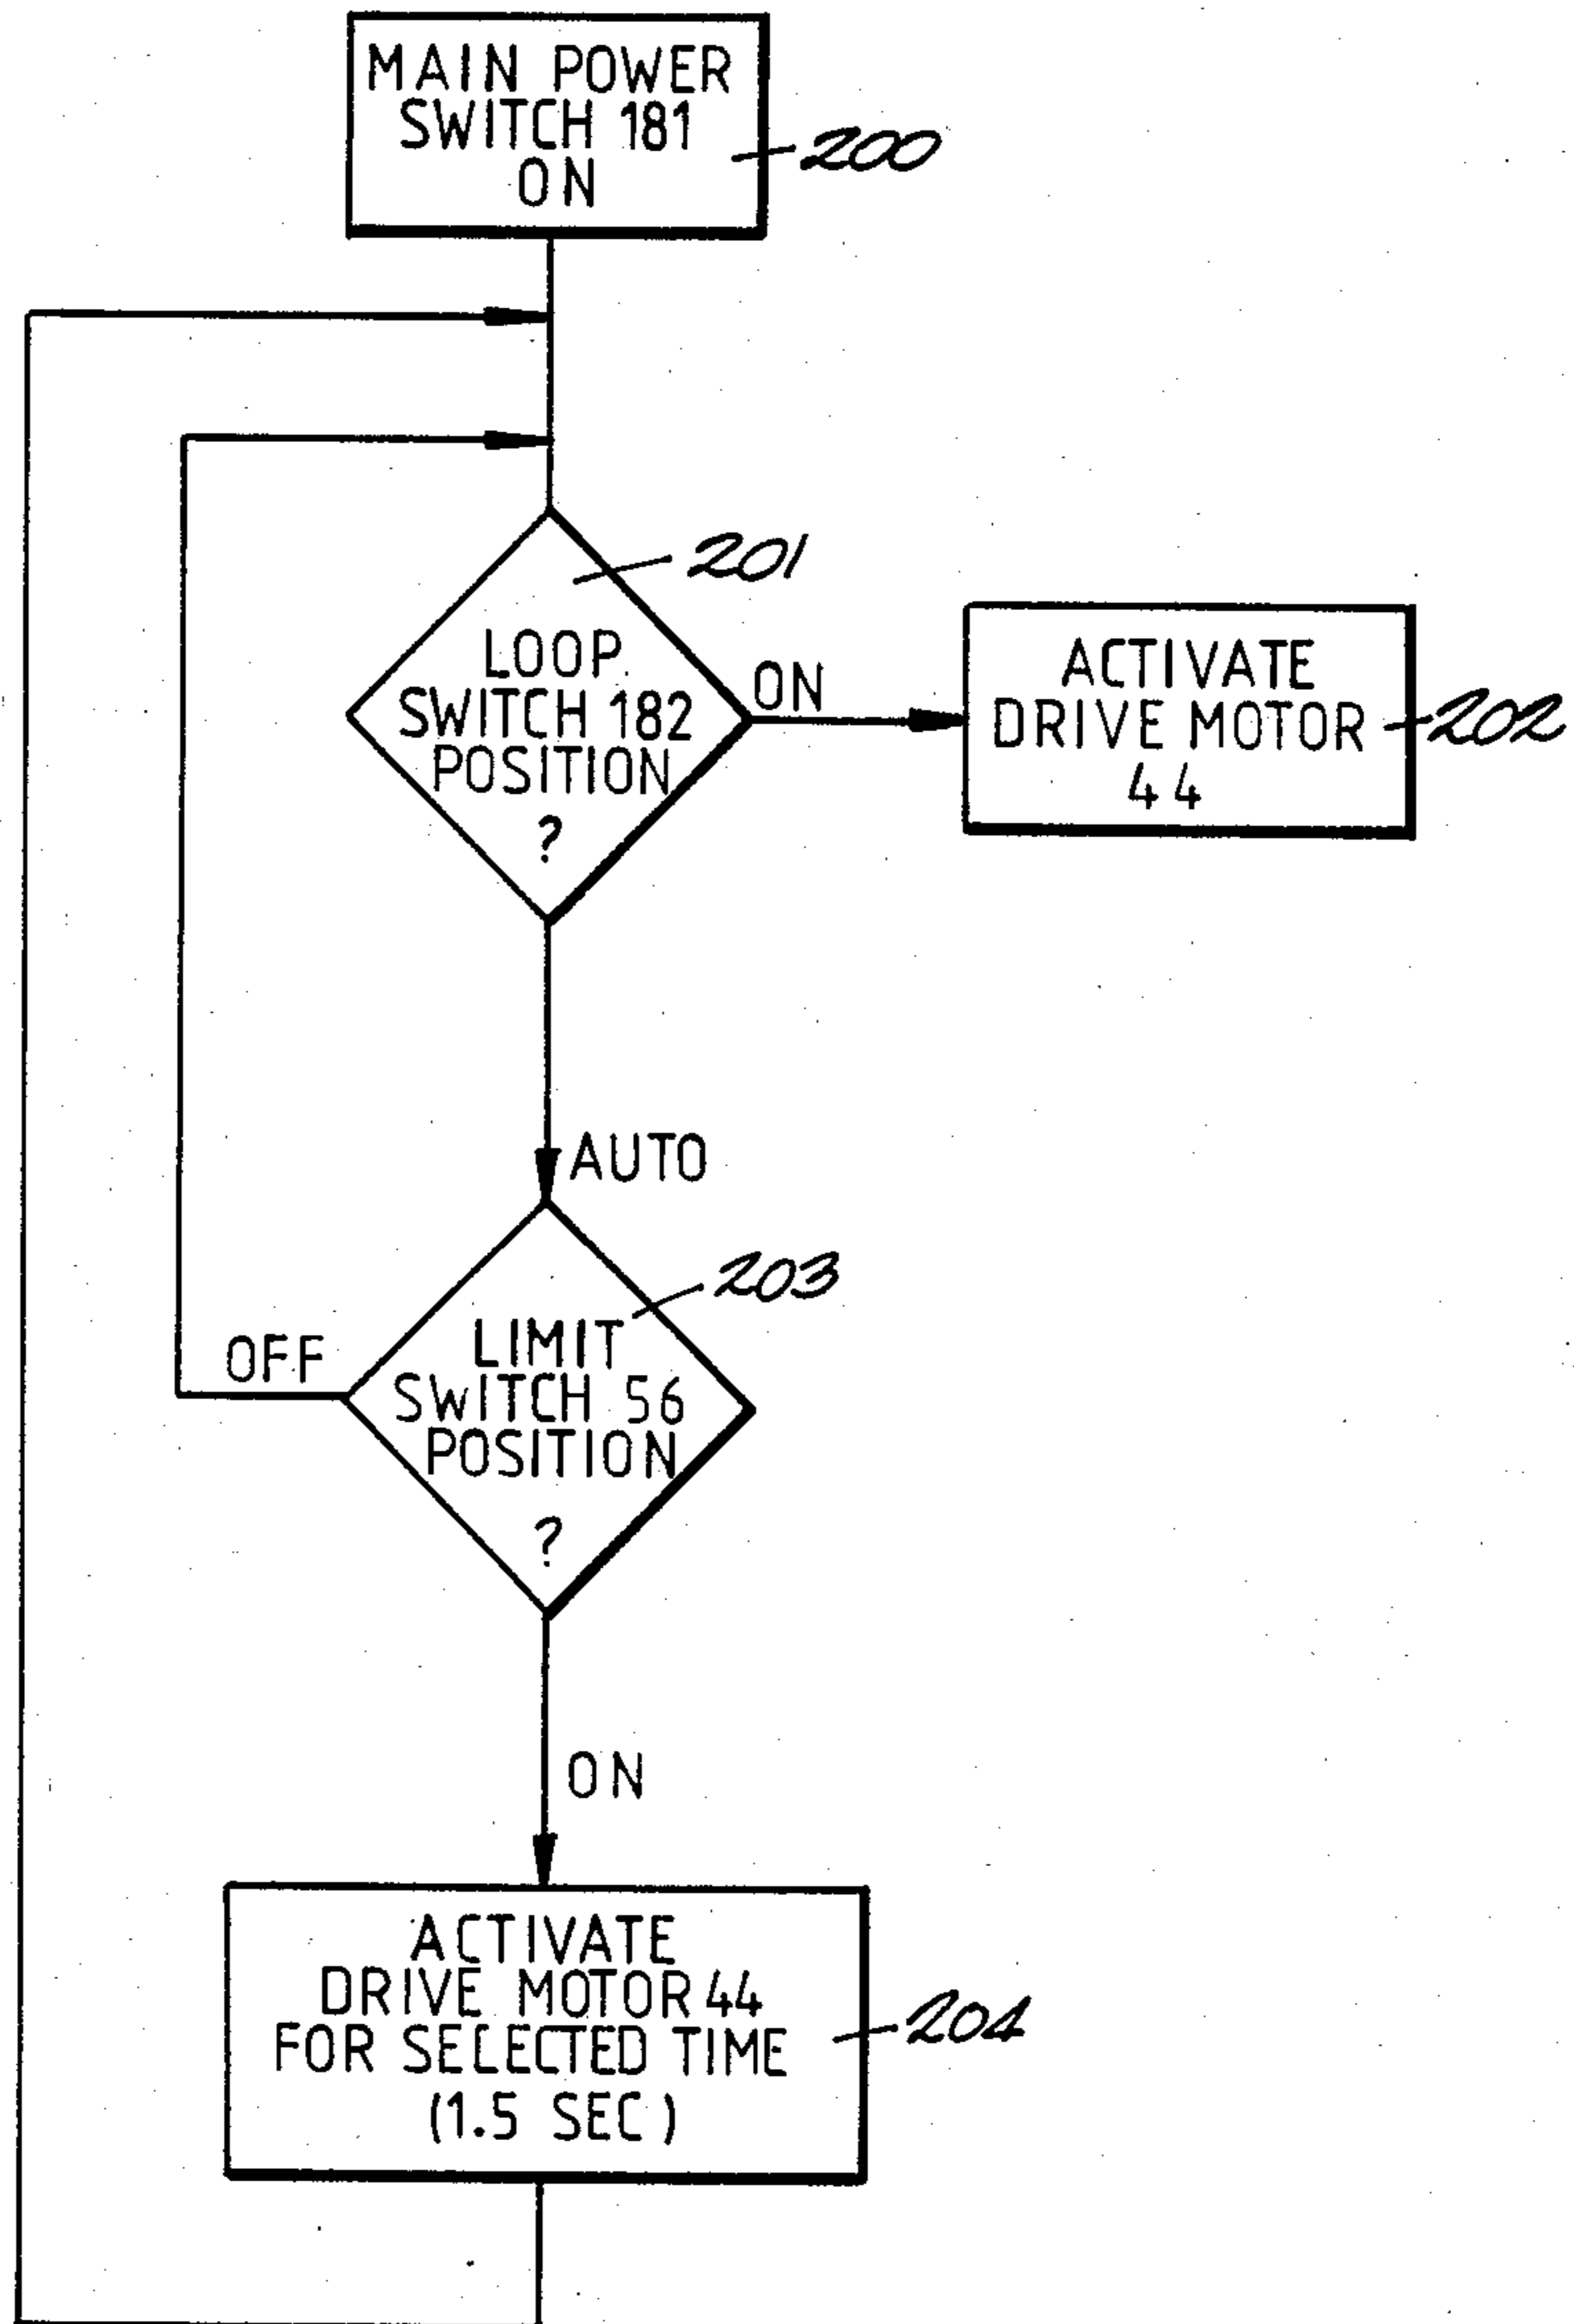 MAIN POWER
SWITCH 181
ON
200
201
LOOP
SWITCH 182
POSITION
?
ON
ACTIVATE
DRIVE MOTOR
44
202
AUTO
203
LIMIT
SWITCH 56
POSITION
?
OFF
ON
ACTIVATE
DRIVE MOTOR 44
FOR SELECTED TIME
(1.5 SEC)
204